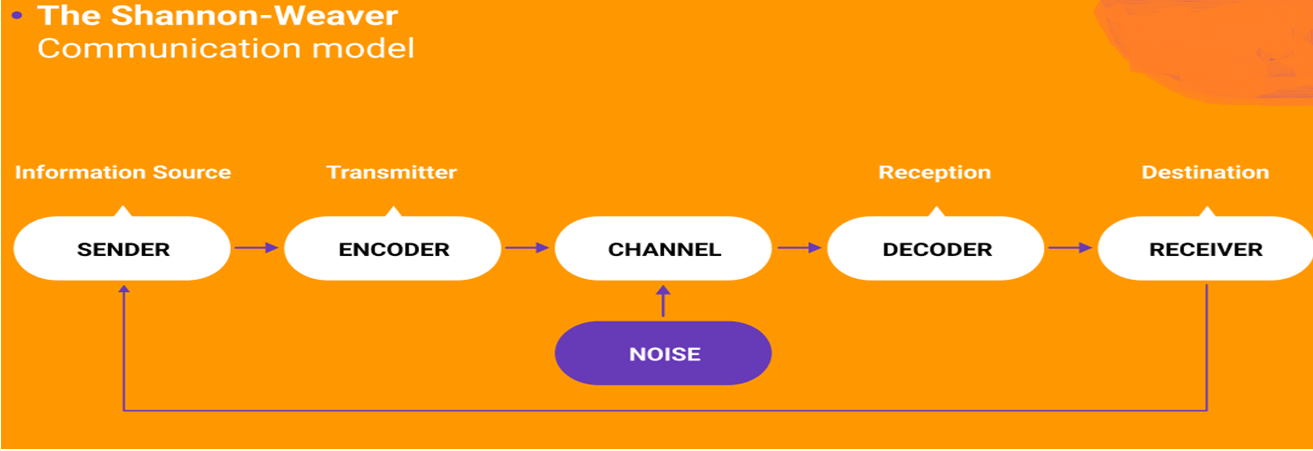 • The Shannon-Weaver
Communication model
Information Source
Transmitter
Reception
Destination
SENDER
ENCODER
CHANNEL
DECODER
RECEIVER
NOISE